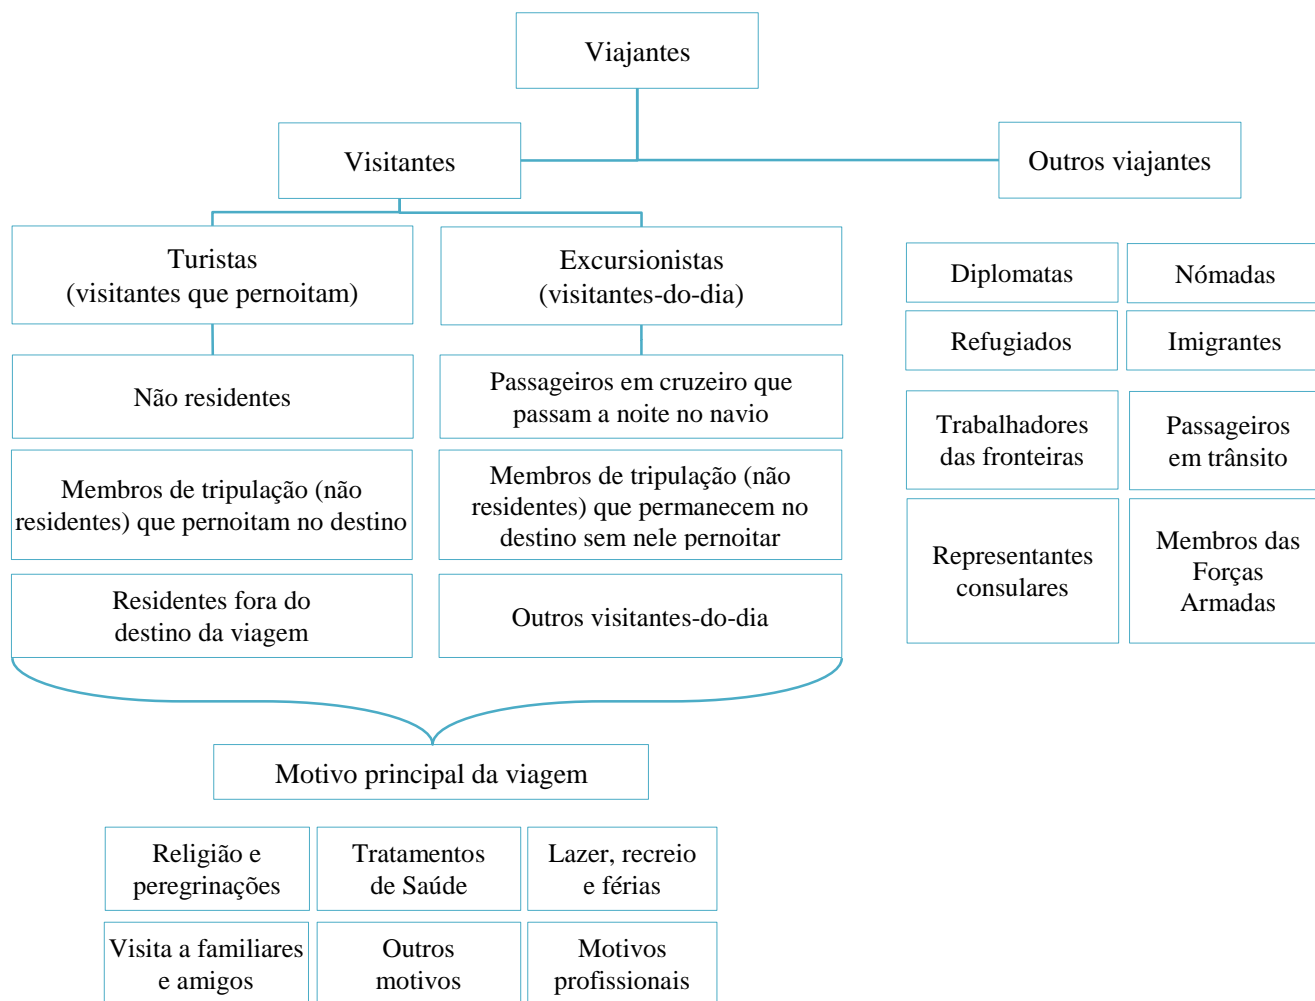 Viajantes
Visitantes
Outros viajantes
Turistas
(visitantes que pernoitam)
Excursionistas
(visitantes-do-dia)
Diplomatas
Nómadas
Refugiados
Imigrantes
Não residentes
Passageiros em cruzeiro que
passam a noite no navio
Trabalhadores
das fronteiras
Passageiros
em trânsito
Membros de tripulação (não
residentes) que pernoitam no destino
Membros de tripulação (não
residentes) que permanecem no
destino sem nele pernoitar
Representantes
consulares
Membros das
Forças
Armadas
Residentes fora do
destino da viagem
Outros visitantes-do-dia
Motivo principal da viagem
Religião e
peregrinações
Tratamentos
de Saúde
Lazer, recreio
e férias
Visita a familiares
e amigos
Outros
motivos
Motivos
profissionais